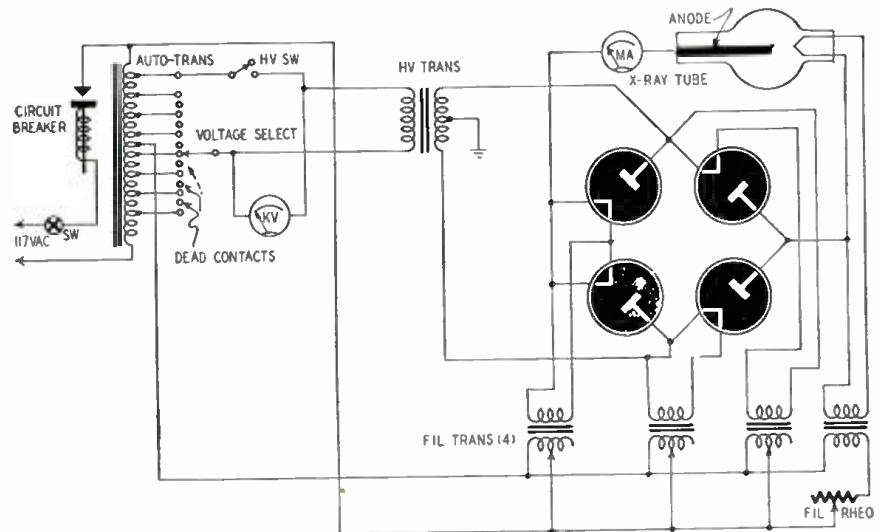 ANODE
AUTO-TRANS
HV SW
HV TRANS
MA
X-RAY TUBE
CIRCUIT
BREAKER
VOLTAGE SELECT
KV
117VAC
SW
DEAD CONTACTS
FIL TRANS (4)
FIL RHEO